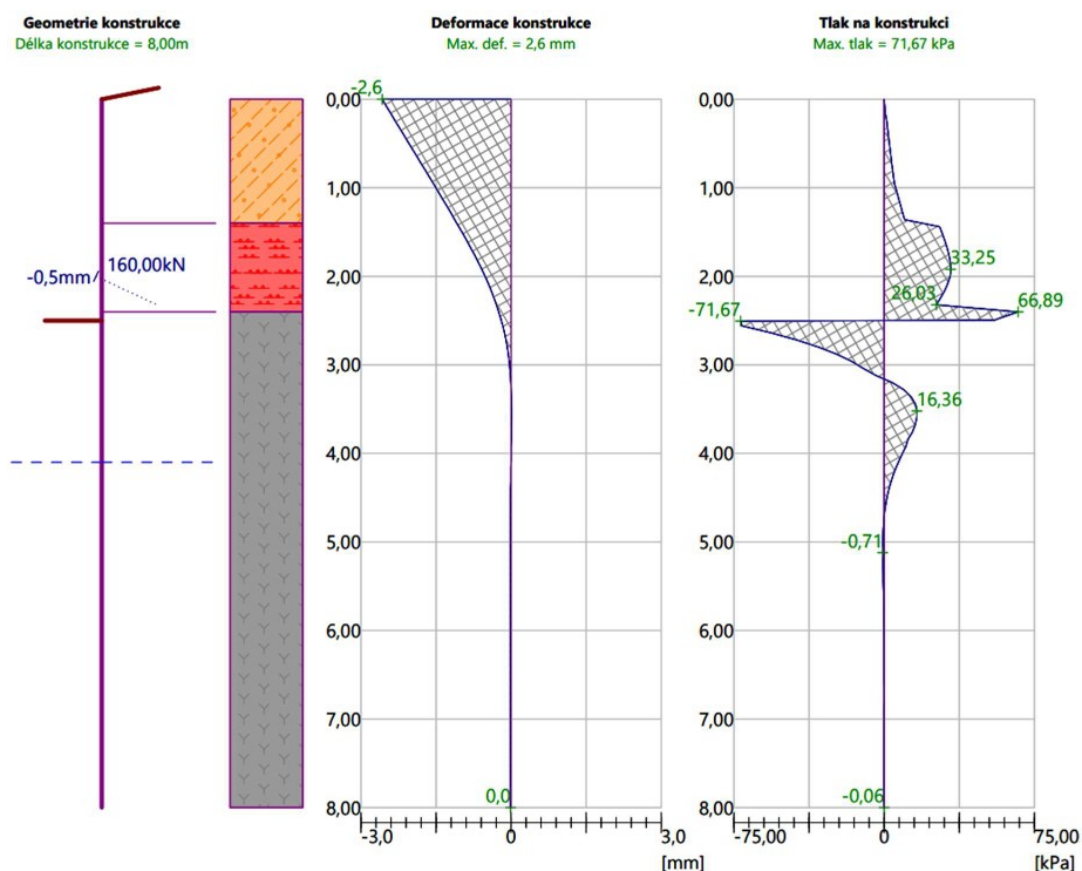 Geometrie konstrukce
Délka konstrukce = 8,00m
-0,5mm
160,00kN
Deformace konstrukce
Max. def. = 2,6 mm
-2,6
0,00
1,00
2,00
3,00
4,00
5,00
6,00
7,00
8,00
0,0
-3,0 0 3,0
[mm]
Tlak na konstrukci
Max. tlak = 71,67 kPa
0,00
1,00
2,00
3,00
4,00
5,00
6,00
7,00
8,00
33,25
26,03
66,89
-71,67
16,36
-0,71
-0,06
-75,00 0 75,00
[kPa]